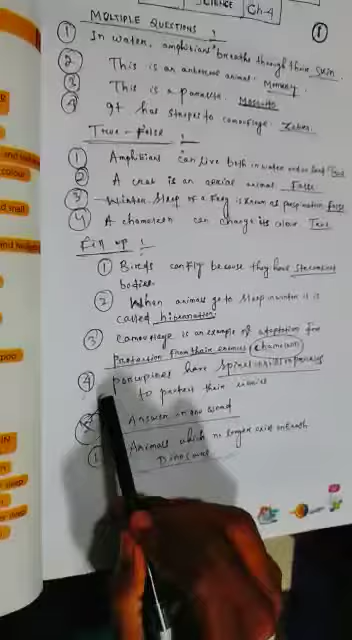 SCIENCE Ch-4
MULTIPLE QUESTIONS !
① In water, amphibians breathe through their skin. ①
② This is an arboreal animal. Monkey
③ This is a parasite. Mosquito
④ It has stripes to camouflage. Zebra
True - False !
① Amphibians can live both in water and on land True
② A crab is an aerial animal. False
③ Winter sleep of a frog is known as False
④ A chameleon can change its colour True
Fill up !
① Birds can fly because they have streamlined
bodies.
② When animals go to sleep in winter it is
called hibernation
③ Camouflage is an example of adaptation for
protection from their enemies (chameleon)
④ porcupines have
to protect their
Answer in one word
① Animals which no longer exist on Earth
Dinosaur